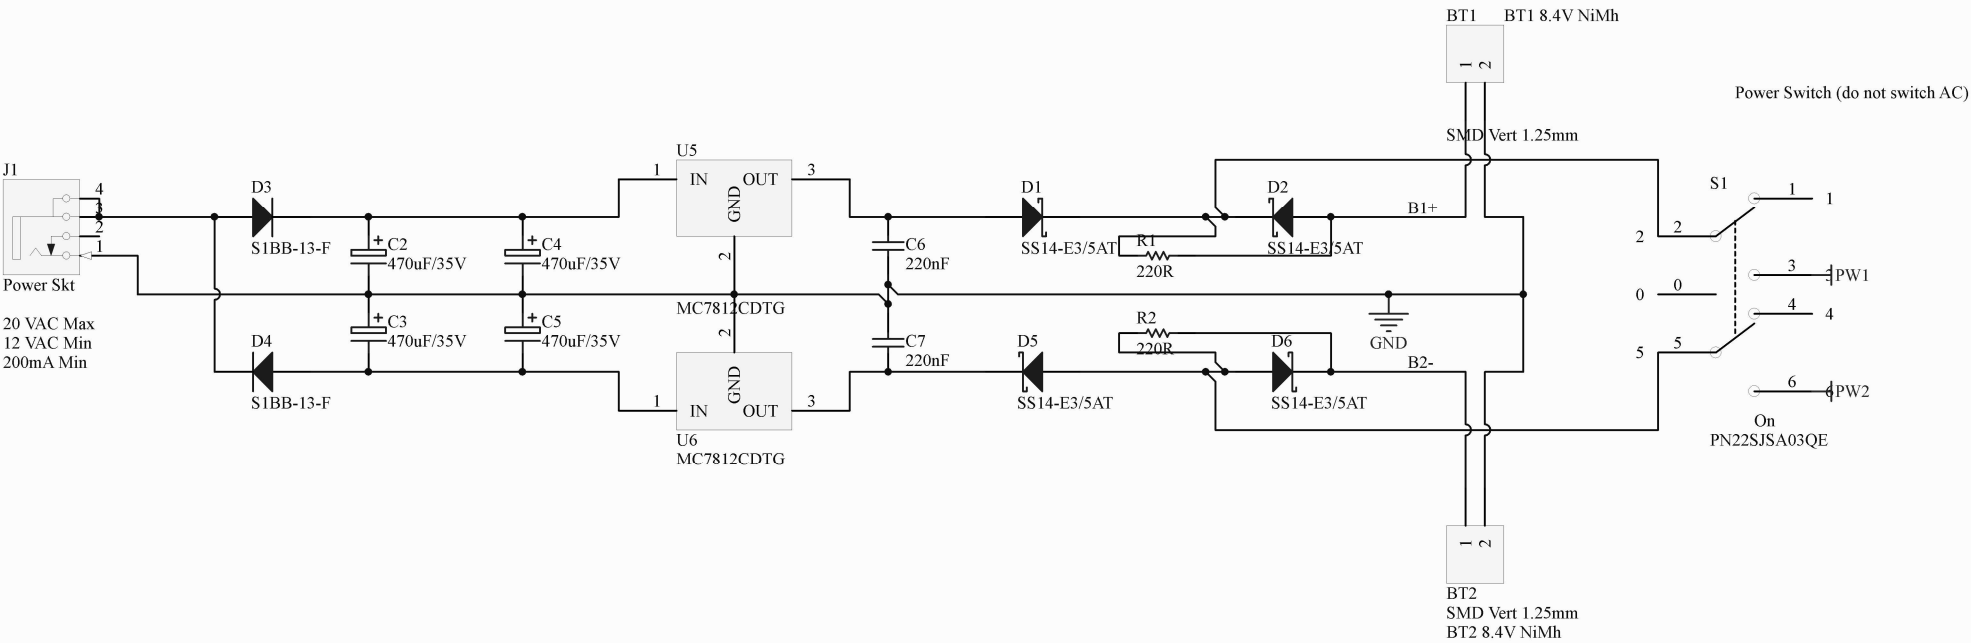 BT1 BT1 8.4V NiMh
1 2
Power Switch (do not switch AC)
SMD Vert 1.25mm
J1
4
3
2
1
Power Skt
20 VAC Max
12 VAC Min
200mA Min
D3
S1BB-13-F
D4
S1BB-13-F
+ C2
470uF/35V
+ C4
470uF/35V
+ C3
470uF/35V
+ C5
470uF/35V
U5
1 IN OUT 3
GND
2
MC7812CDTG
2
GND
1 IN OUT 3
U6
MC7812CDTG
C6
220nF
C7
220nF
D1
SS14-E3/5AT
D2
SS14-E3/5AT
R1
220R
B1+
R2
220R
D5
SS14-E3/5AT
D6
SS14-E3/5AT
B2-
GND
S1
1 1
2 2
3 3 PW1
0 0
4 4
5 5
6 6 PW2
On
PN22SJSA03QE
1 2
BT2
SMD Vert 1.25mm
BT2 8.4V NiMh